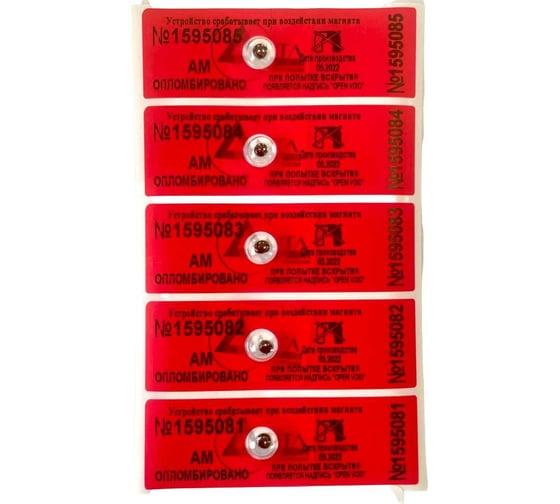 Устройство срабатывает при воздействии магнита
№1595085
АМ
ОПЛОМБИРОВАНО
Дата производства
05.2022
ПРИ ПОПЫТКЕ ВСКРЫТИЯ
ПОЯВЛЯЕТСЯ НАДПИСЬ "OPEN VOID"
№1595085
Устройство срабатывает при воздействии магнита
№1595084
АМ
ОПЛОМБИРОВАНО
Дата производства
05.2022
ПРИ ПОПЫТКЕ ВСКРЫТИЯ
ПОЯВЛЯЕТСЯ НАДПИСЬ "OPEN VOID"
№1595084
Устройство срабатывает при воздействии магнита
№1595083
АМ
ОПЛОМБИРОВАНО
Дата производства
05.2022
ПРИ ПОПЫТКЕ ВСКРЫТИЯ
ПОЯВЛЯЕТСЯ НАДПИСЬ "OPEN VOID"
№1595083
Устройство срабатывает при воздействии магнита
№1595082
АМ
ОПЛОМБИРОВАНО
Дата производства
05.2022
ПРИ ПОПЫТКЕ ВСКРЫТИЯ
ПОЯВЛЯЕТСЯ НАДПИСЬ "OPEN VOID"
№1595082
Устройство срабатывает при воздействии магнита
№1595081
АМ
ОПЛОМБИРОВАНО
Дата производства
05.2022
ПРИ ПОПЫТКЕ ВСКРЫТИЯ
ПОЯВЛЯЕТСЯ НАДПИСЬ "OPEN VOID"
№1595081